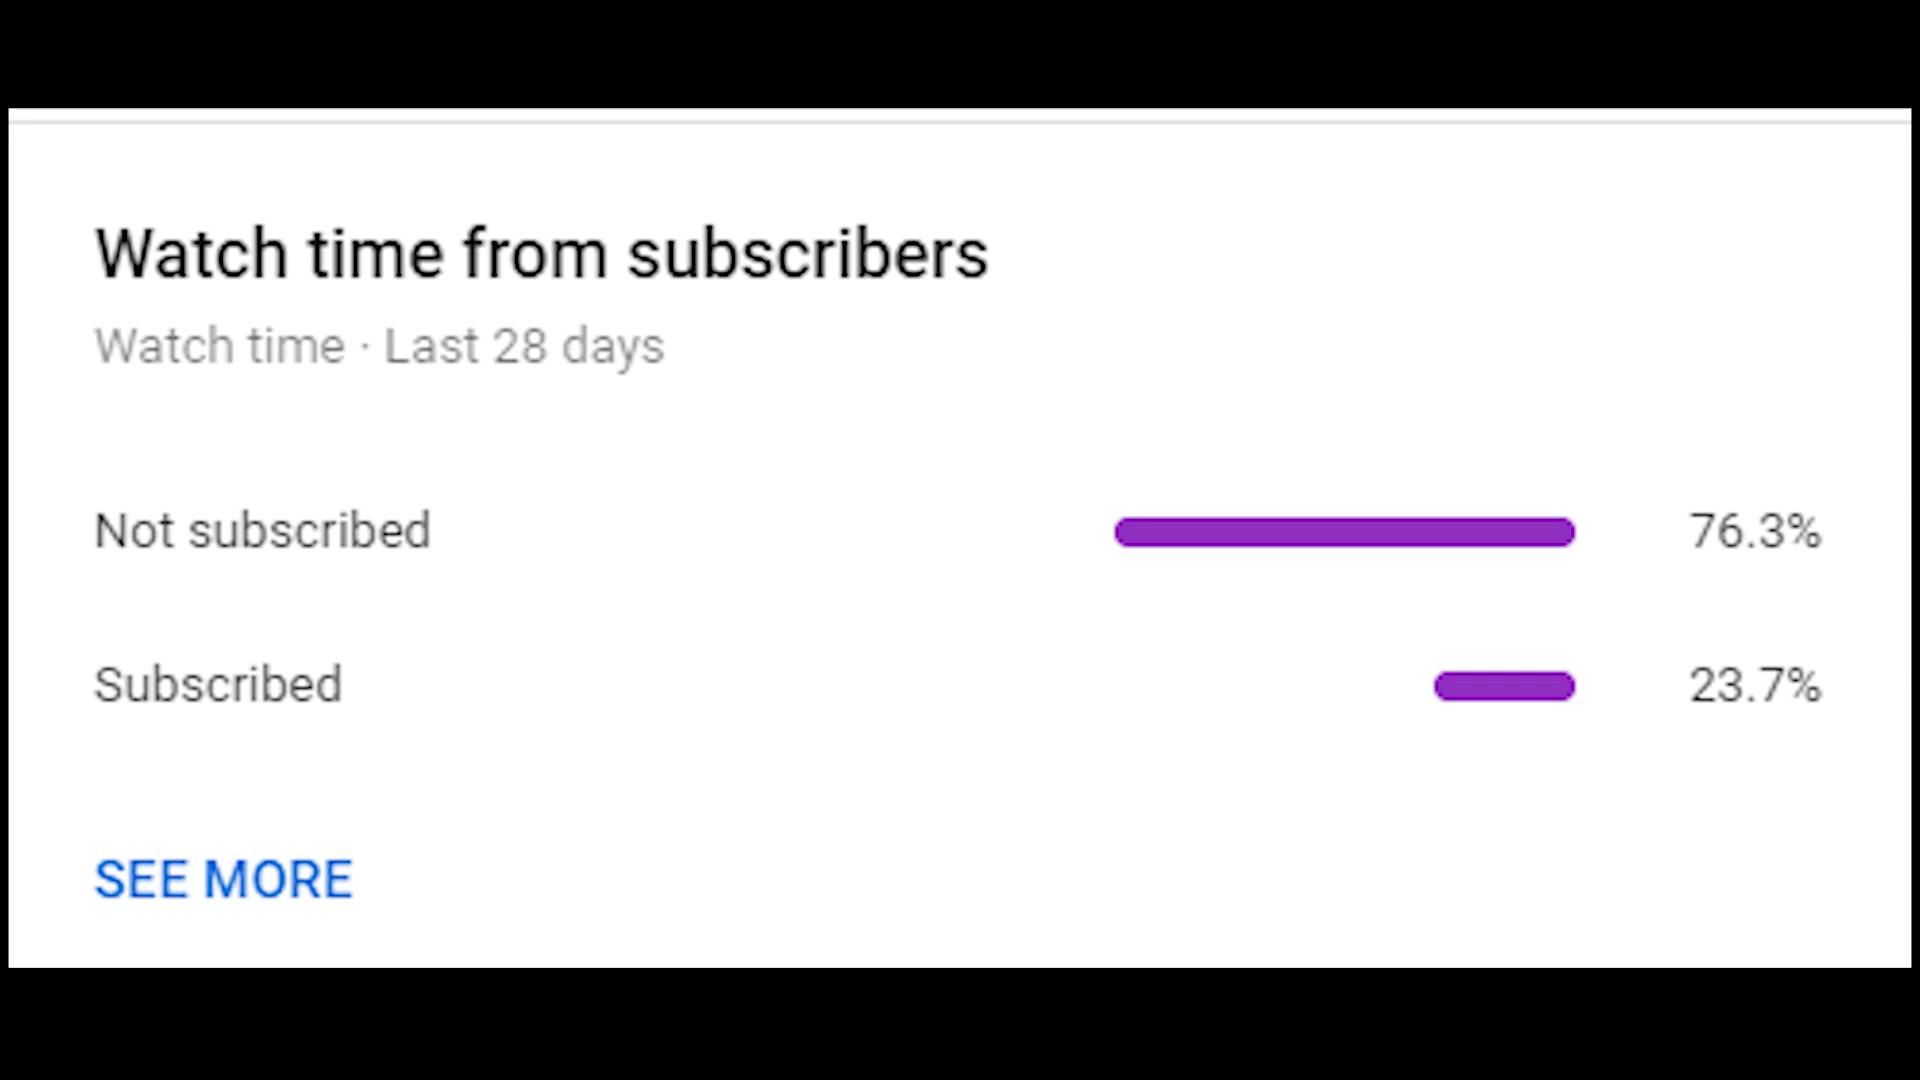 Watch time from subscribers
Watch time · Last 28 days
Not subscribed 76.3%
Subscribed 23.7%
SEE MORE